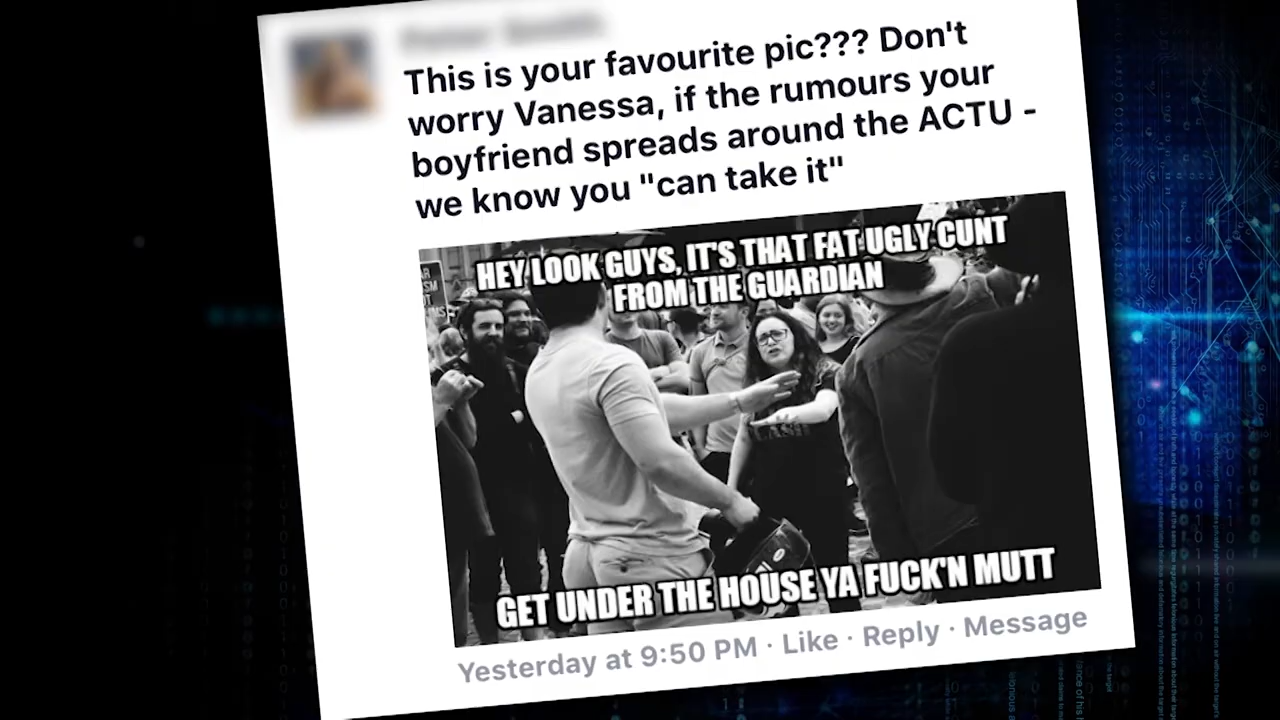 This is your favourite pic??? Don't
worry Vanessa, if the rumours your
boyfriend spreads around the ACTU -
we know you "can take it"
HEY LOOK GUYS, IT'S THAT FAT UGLY CUNT
FROM THE GUARDIAN
GET UNDER THE HOUSE YA FUCK'N MUTT
Yesterday at 9:50 PM · Like · Reply · Message